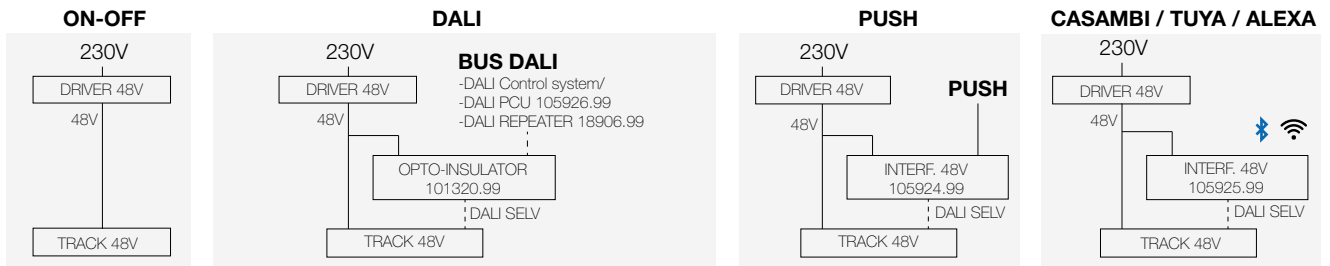 ON-OFF
230V
DRIVER 48V
48V
TRACK 48V
DALI
230V
DRIVER 48V
48V
BUS DALI
-DALI Control system/
-DALI PCU 105926.99
-DALI REPEATER 18906.99
OPTO-INSULATOR
101320.99
DALI SELV
TRACK 48V
PUSH
230V
DRIVER 48V
48V
PUSH
INTERF. 48V
105924.99
DALI SELV
TRACK 48V
CASAMBI / TUYA / ALEXA
230V
DRIVER 48V
48V
INTERF. 48V
105925.99
DALI SELV
TRACK 48V